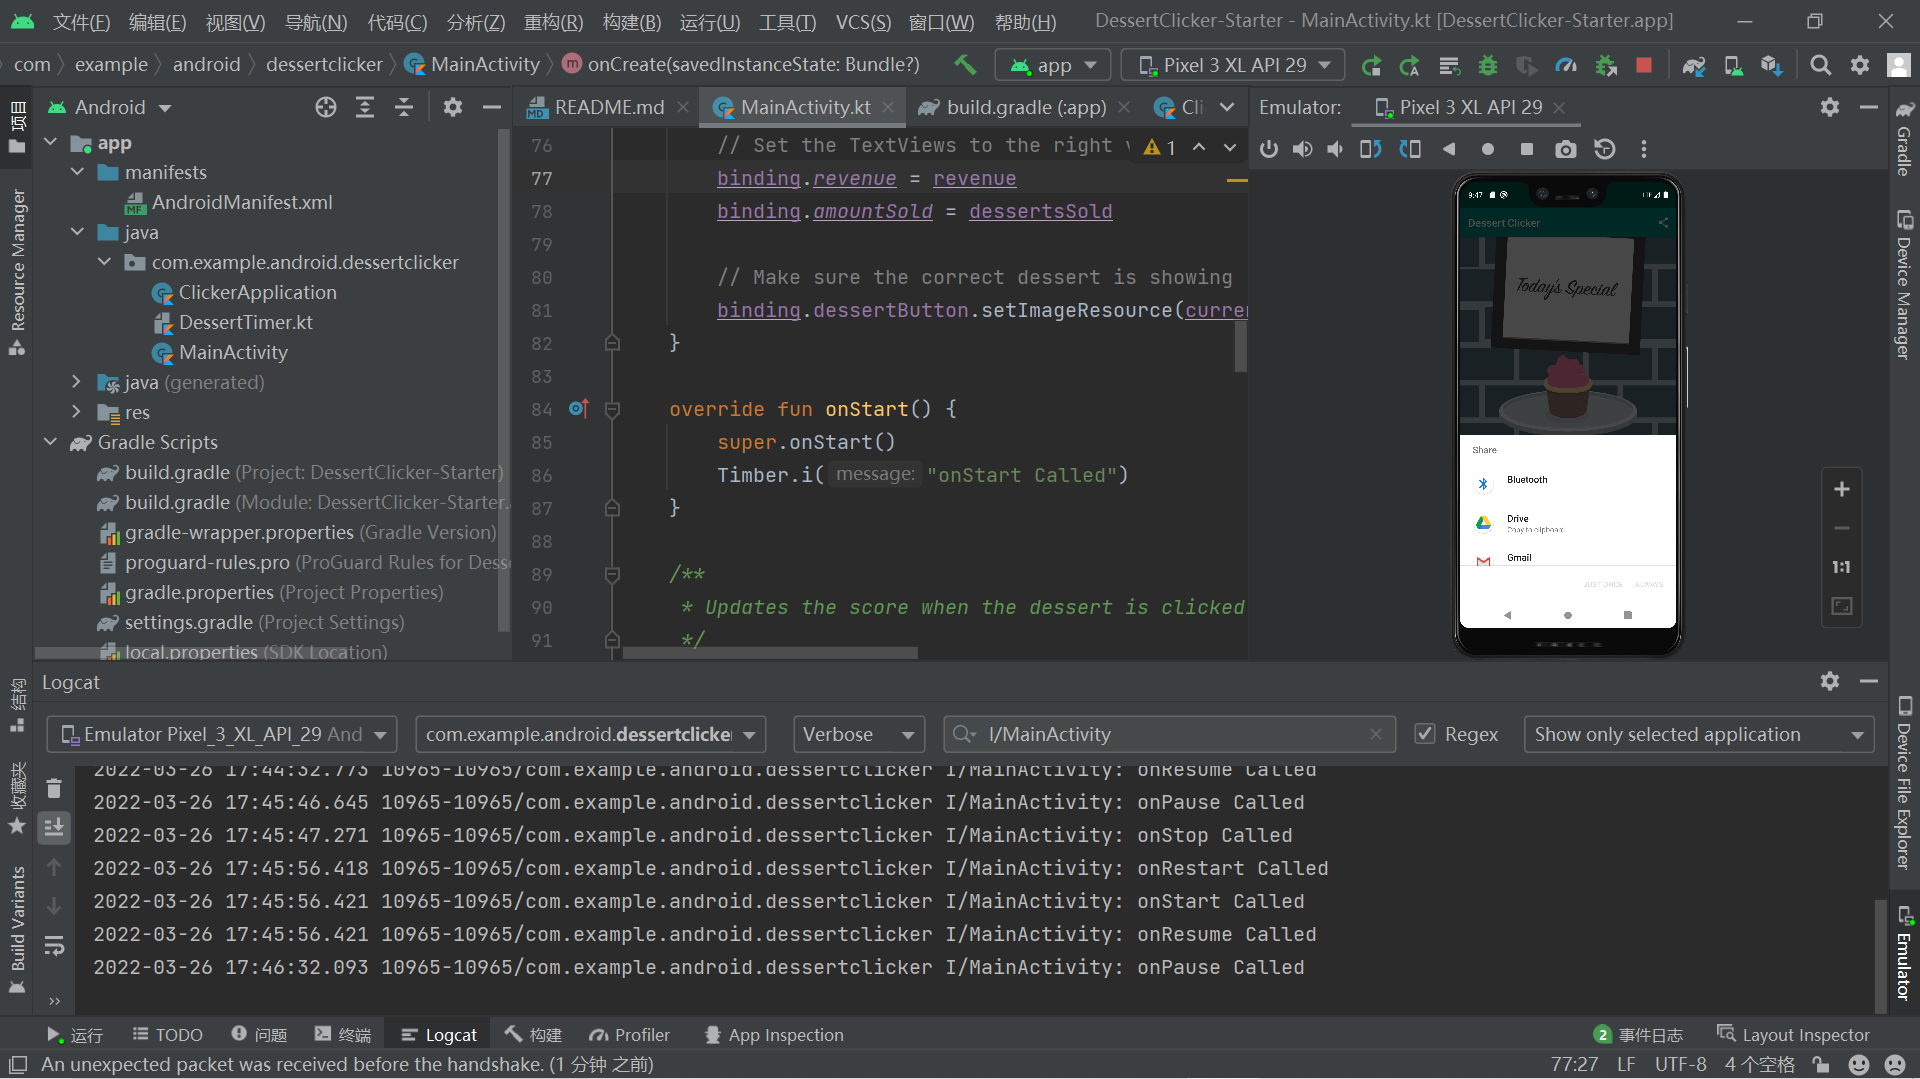 文件(F) 编辑(E) 视图(V) 导航(N) 代码(C) 分析(Z) 重构(R) 构建(B) 运行(U) 工具(T) VCS(S) 窗口(W) 帮助(H) DessertClicker-Starter - MainActivity.kt [DessertClicker-Starter.app]
com example android dessertclicker MainActivity onCreate(savedInstanceState: Bundle?) app Pixel 3 XL API 29
Android README.md MainActivity.kt build.gradle (:app) Cli Emulator: Pixel 3 XL API 29
项目
Resource Manager
结构
收藏夹
Build Variants
app
manifests
AndroidManifest.xml
java
com.example.android.dessertclicker
ClickerApplication
DessertTimer.kt
MainActivity
java (generated)
res
Gradle Scripts
build.gradle (Project: DessertClicker-Starter)
build.gradle (Module: DessertClicker-Starter.
gradle-wrapper.properties (Gradle Version)
proguard-rules.pro (ProGuard Rules for Dess
gradle.properties (Project Properties)
settings.gradle (Project Settings)
local.properties (SDK Location)
76 // Set the TextViews to the right v 1
77 binding.revenue = revenue
78 binding.amountSold = dessertsSold
79
80 // Make sure the correct dessert is showing
81 binding.dessertButton.setImageResource(curren
82 }
83
84 override fun onStart() {
85 super.onStart()
86 Timber.i( message: "onStart Called")
87 }
88
89 /**
90 * Updates the score when the dessert is clicked
91 */
9:47 LTE
Dessert Clicker
Today's Special
Share
Bluetooth
Drive
Copy to clipboard
Gmail
JUST ONCE ALWAYS
1:1
Gradle
Device Manager
Device File Explorer
Emulator
Logcat
Emulator Pixel_3_XL_API_29 And com.example.android.dessertclicke Verbose I/MainActivity Regex Show only selected application
2022-03-26 17:44:32.773 10965-10965/com.example.android.dessertclicker I/MainActivity: onResume Called
2022-03-26 17:45:46.645 10965-10965/com.example.android.dessertclicker I/MainActivity: onPause Called
2022-03-26 17:45:47.271 10965-10965/com.example.android.dessertclicker I/MainActivity: onStop Called
2022-03-26 17:45:56.418 10965-10965/com.example.android.dessertclicker I/MainActivity: onRestart Called
2022-03-26 17:45:56.421 10965-10965/com.example.android.dessertclicker I/MainActivity: onStart Called
2022-03-26 17:45:56.421 10965-10965/com.example.android.dessertclicker I/MainActivity: onResume Called
2022-03-26 17:46:32.093 10965-10965/com.example.android.dessertclicker I/MainActivity: onPause Called
运行 TODO 问题 终端 Logcat 构建 Profiler App Inspection 2 事件日志 Layout Inspector
An unexpected packet was received before the handshake. (1 分钟 之前) 77:27 LF UTF-8 4 个空格